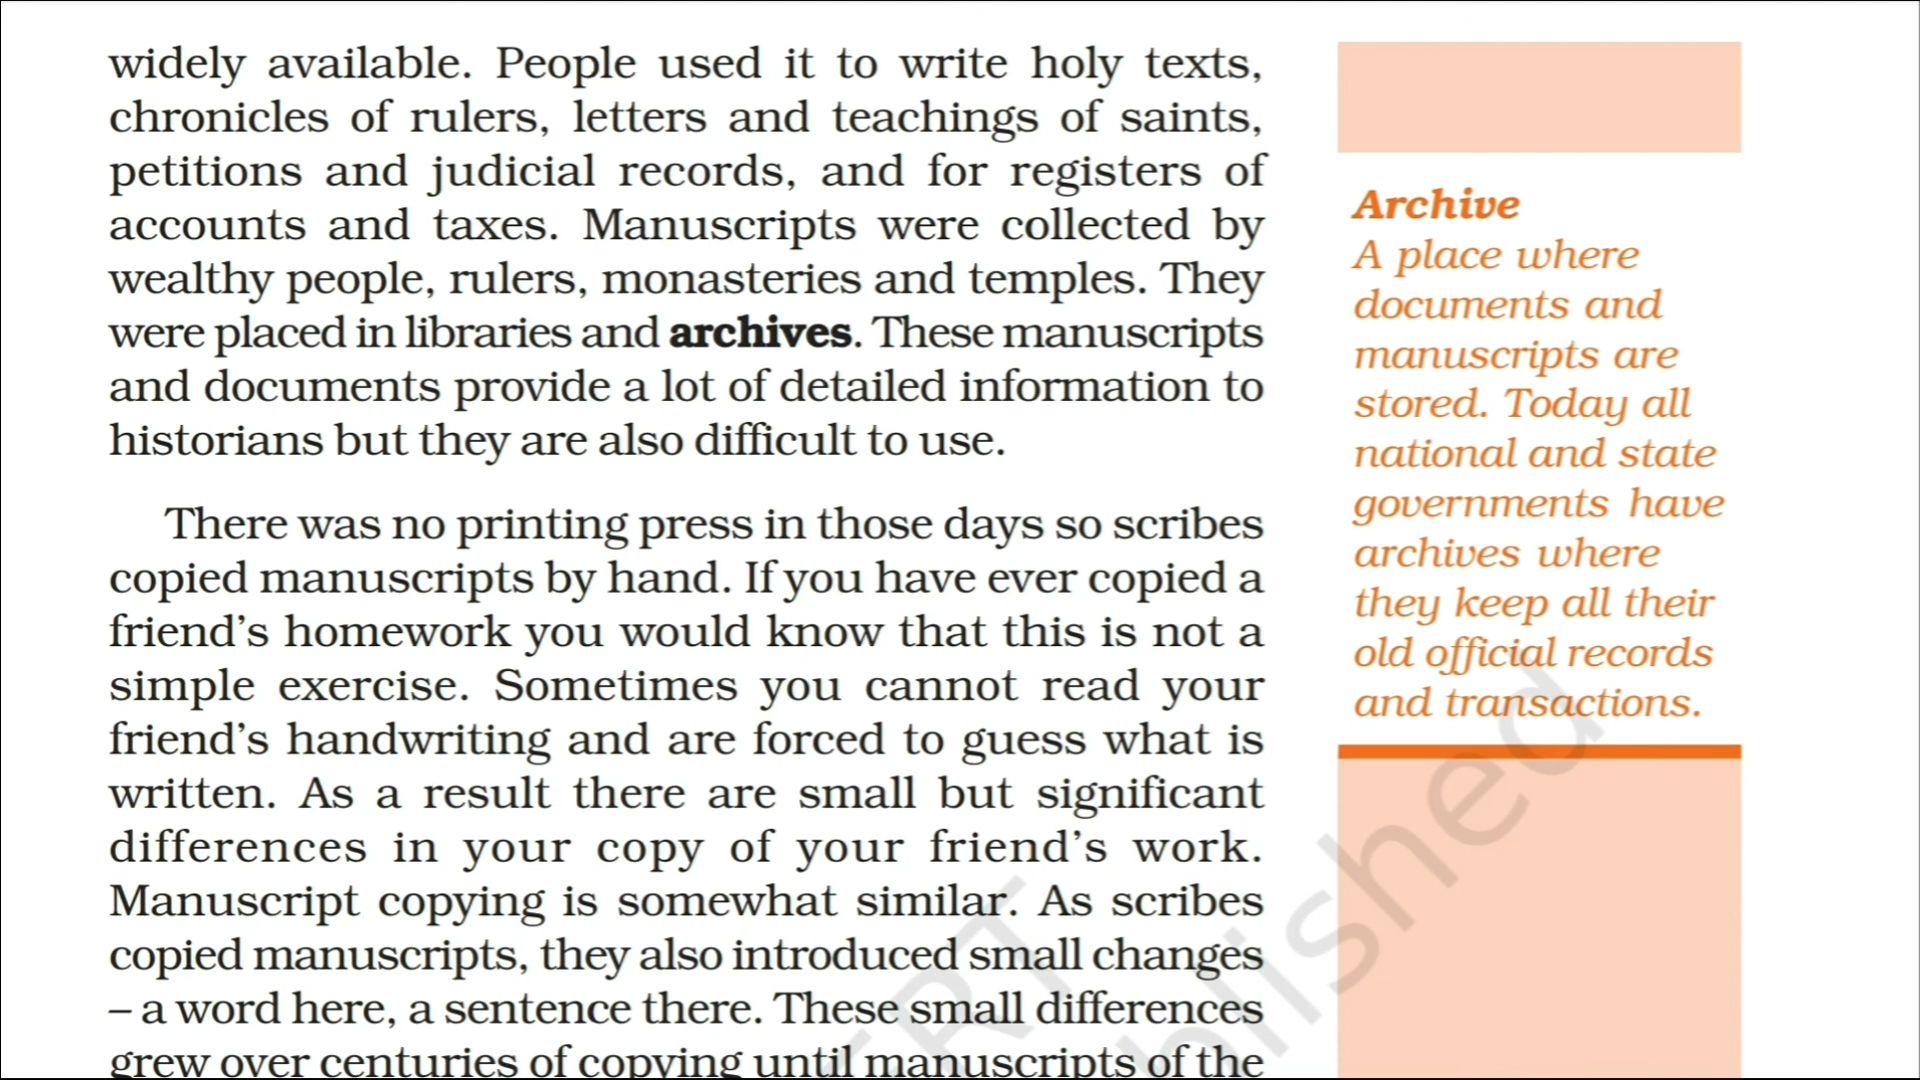 widely available. People used it to write holy texts,
chronicles of rulers, letters and teachings of saints,
petitions and judicial records, and for registers of
accounts and taxes. Manuscripts were collected by
wealthy people, rulers, monasteries and temples. They
were placed in libraries and archives. These manuscripts
and documents provide a lot of detailed information to
historians but they are also difficult to use.
There was no printing press in those days so scribes
copied manuscripts by hand. If you have ever copied a
friend’s homework you would know that this is not a
simple exercise. Sometimes you cannot read your
friend’s handwriting and are forced to guess what is
written. As a result there are small but significant
differences in your copy of your friend’s work.
Manuscript copying is somewhat similar. As scribes
copied manuscripts, they also introduced small changes
– a word here, a sentence there. These small differences
grew over centuries of copying until manuscripts of the
Archive
A place where
documents and
manuscripts are
stored. Today all
national and state
governments have
archives where
they keep all their
old official records
and transactions.